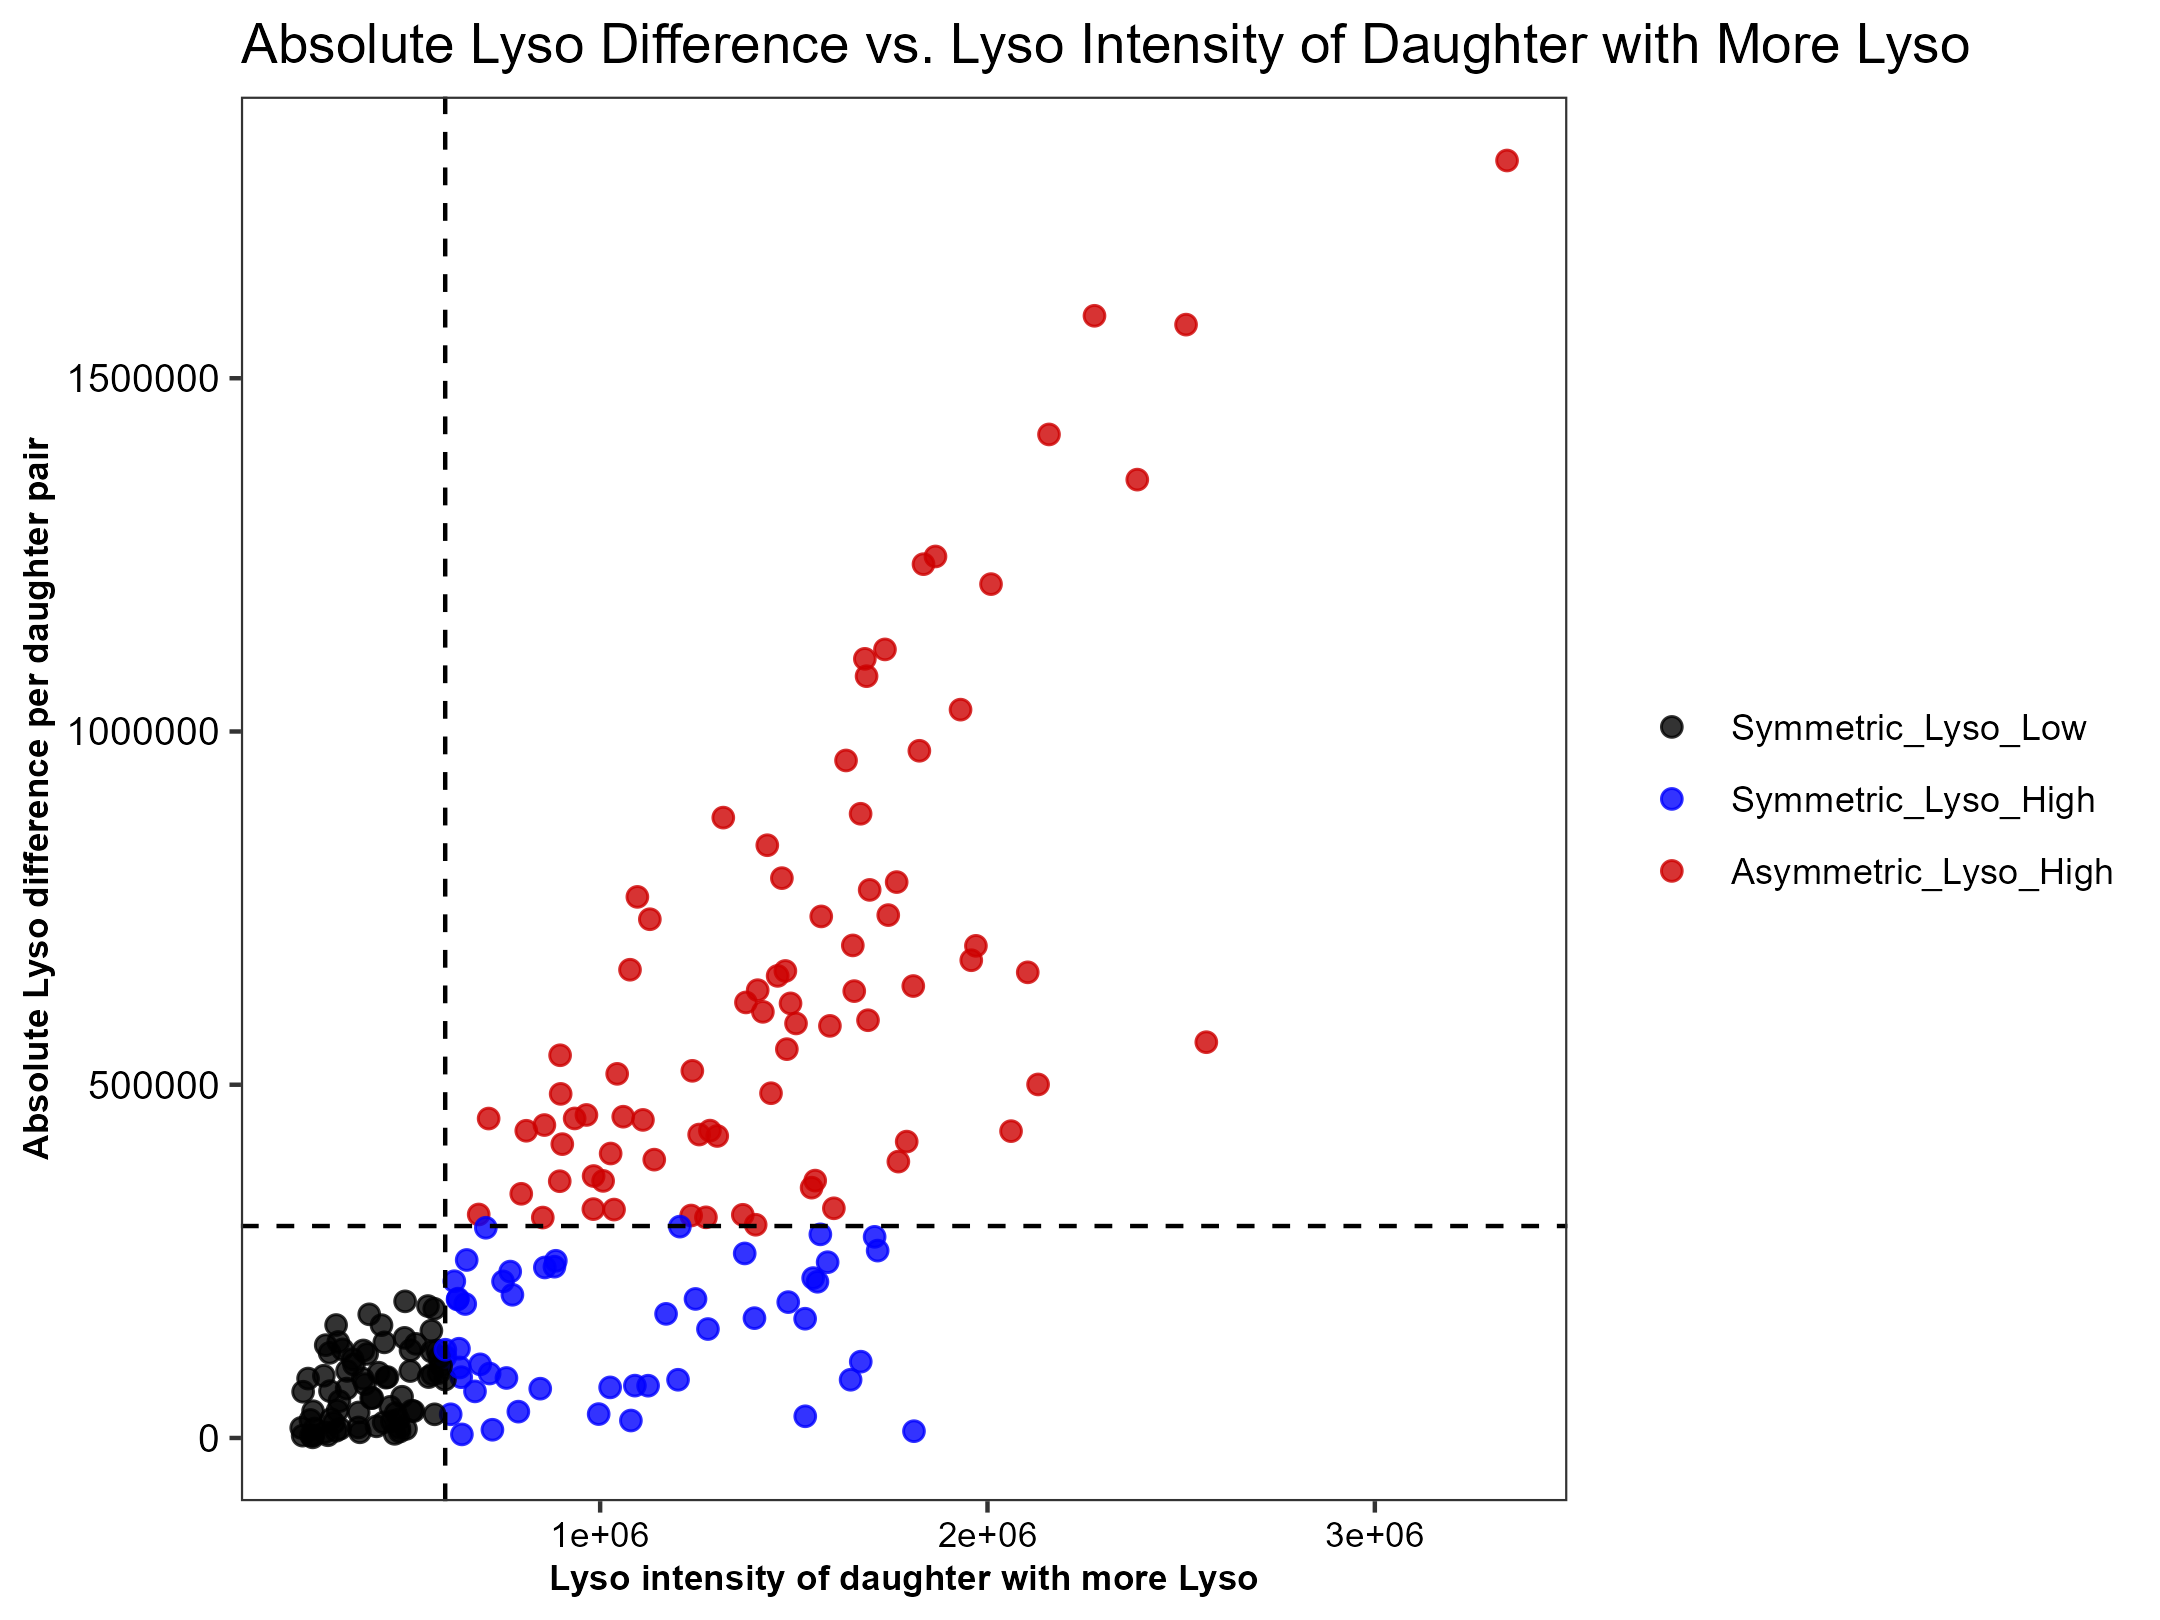 Absolute Lyso Difference vs. Lyso Intensity of Daughter with More Lyso
Absolute Lyso difference per daughter pair
1500000
1000000
500000
0
1e+06
2e+06
3e+06
Lyso intensity of daughter with more Lyso
Symmetric_Lyso_Low
Symmetric_Lyso_High
Asymmetric_Lyso_High